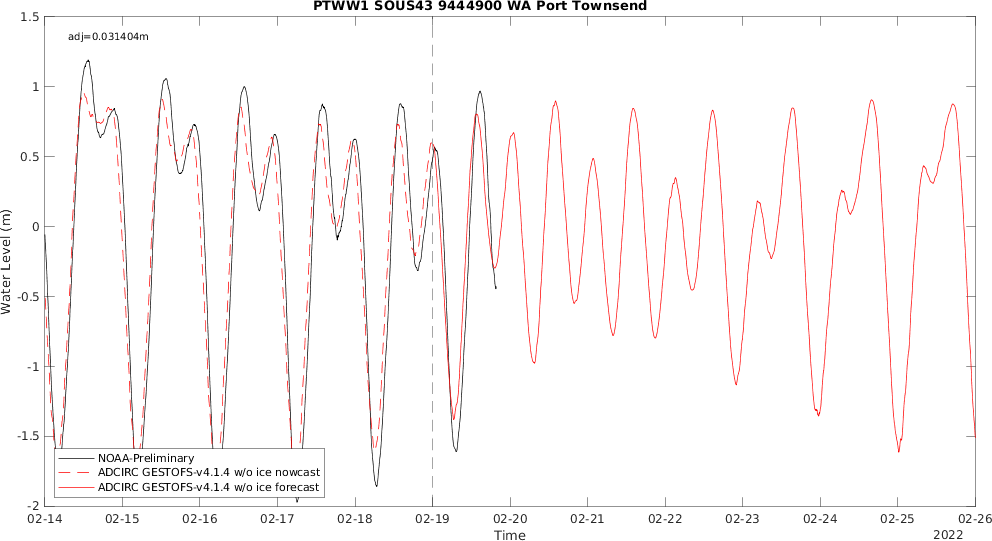 PTWW1 SOUS43 9444900 WA Port Townsend
adj=0.031404m
1.5
1
0.5
0
-0.5
-1
-1.5
-2
Water Level (m)
NOAA-Preliminary
ADCIRC GESTOFS-v4.1.4 w/o ice nowcast
ADCIRC GESTOFS-v4.1.4 w/o ice forecast
02-14 02-15 02-16 02-17 02-18 02-19 02-20 02-21 02-22 02-23 02-24 02-25 02-26
Time
2022